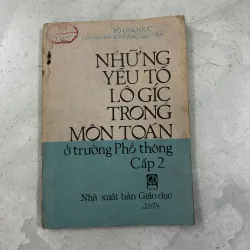 BỘ GIÁO DỤC
NHỮNG
YẾU TỐ
LÔ GÍC
TRONG
MÔN TOÁN
ở trường Phổ thông
Cấp 2
Nhà xuất bản Giáo dục
1978